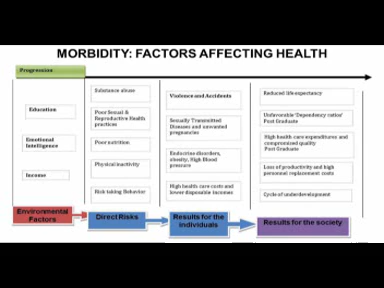 MORBIDITY: FACTORS AFFECTING HEALTH
Progression
Education
Emotional
Intelligence
Income
Environmental
Factors
Substance abuse
Poor Sexual &
Reproductive Health
practices
Poor nutrition
Physical inactivity
Risk taking Behavior
Direct Risks
Violence and Accidents
Sexually Transmitted
Diseases and unwanted
pregnancies
Endocrine disorders,
obesity, High Blood
pressure
High health care costs and
lower disposable incomes
Results for the
individuals
Reduced life expectancy
Unfavorable 'Dependency ratios'
Post Graduate
High health care expenditures and
compromised quality
Post Graduate
Loss of productivity and high
personnel replacement costs
Cycle of underdevelopment
Results for the society